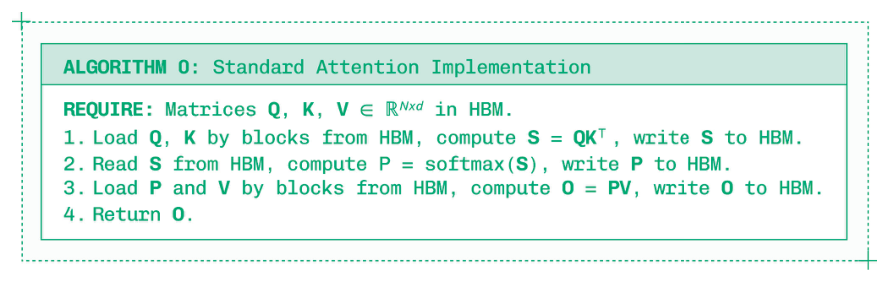 ALGORITHM 0: Standard Attention Implementation
REQUIRE: Matrices Q, K, V ∈ ℝᴺˣᵈ in HBM.
1. Load Q, K by blocks from HBM, compute S = QKᵀ, write S to HBM.
2. Read S from HBM, compute P = softmax(S), write P to HBM.
3. Load P and V by blocks from HBM, compute O = PV, write O to HBM.
4. Return O.